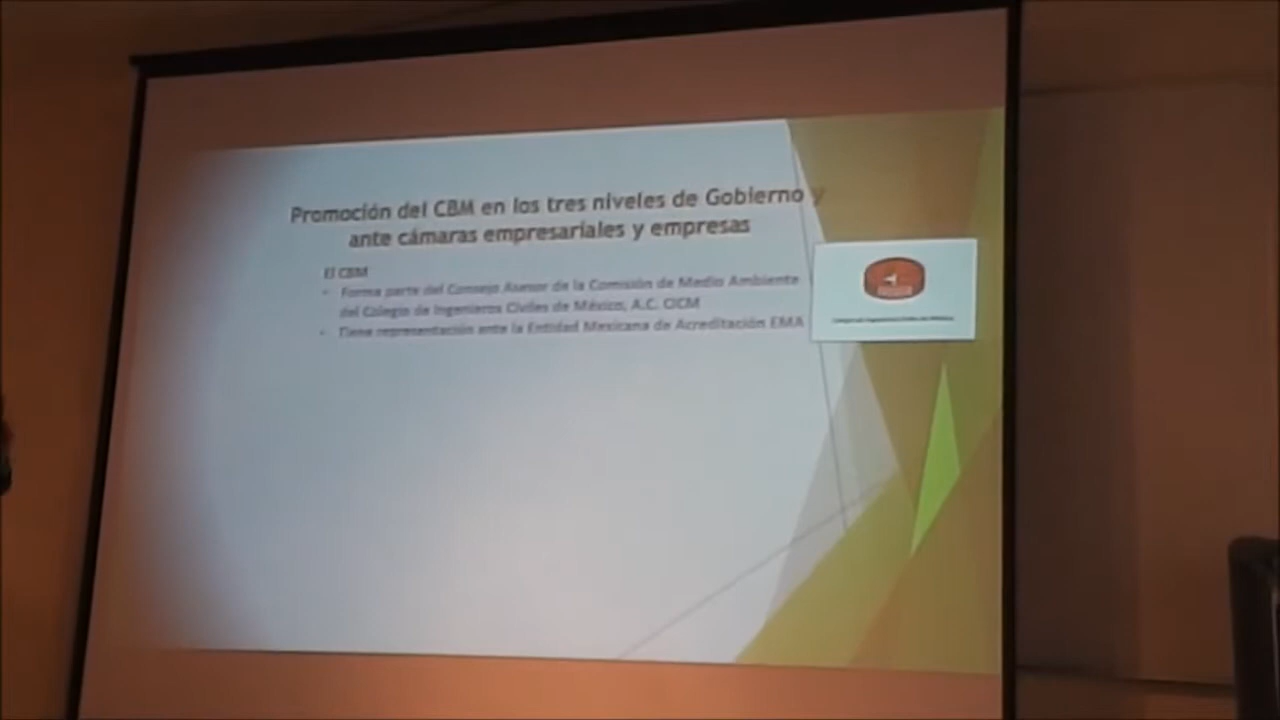 Promoción del CBM en los tres niveles de Gobierno y
ante cámaras empresariales y empresas
El CBM
• Forma parte del Consejo Asesor de la Comisión de Medio Ambiente
del Colegio de Ingenieros Civiles de México, A.C. CICM
• Tiene representación ante la Entidad Mexicana de Acreditación EMA